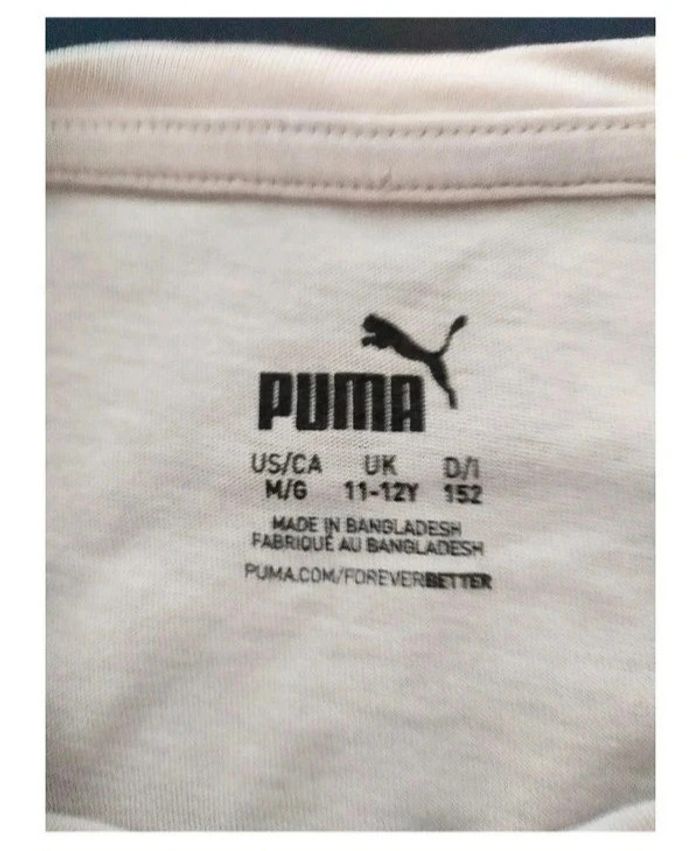 PUMA
US/CA UK D/I
M/G 11-12Y 152
MADE IN BANGLADESH
FABRIQUÉ AU BANGLADESH
PUMA.COM/FOREVERBETTER